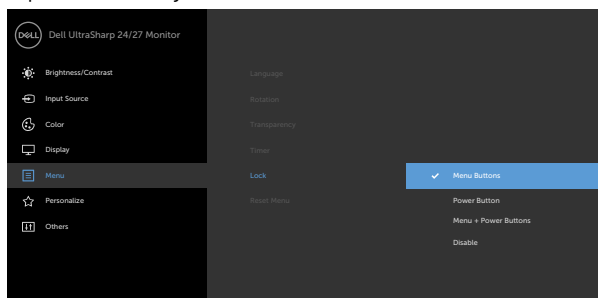 DELL Dell UltraSharp 24/27 Monitor
Brightness/Contrast
Language
Input Source
Rotation
Color
Transparency
Display
Timer
Menu
Lock
Menu Buttons
Personalize
Reset Menu
Power Button
Menu + Power Buttons
Others
Disable